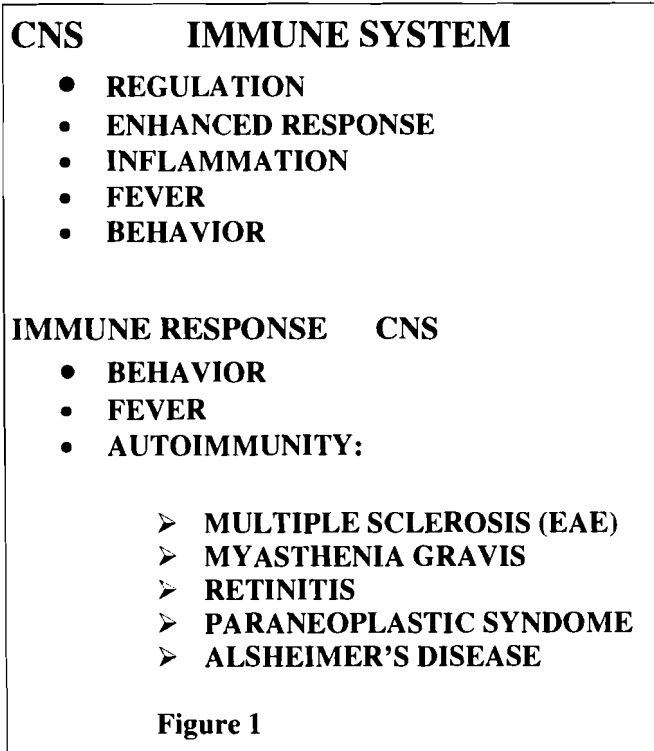 CNS IMMUNE SYSTEM
• REGULATION
• ENHANCED RESPONSE
• INFLAMMATION
• FEVER
• BEHAVIOR
IMMUNE RESPONSE CNS
• BEHAVIOR
• FEVER
• AUTOIMMUNITY:
➢ MULTIPLE SCLEROSIS (EAE)
➢ MYASTHENIA GRAVIS
➢ RETINITIS
➢ PARANEOPLASTIC SYNDOME
➢ ALSHEIMER'S DISEASE
Figure 1